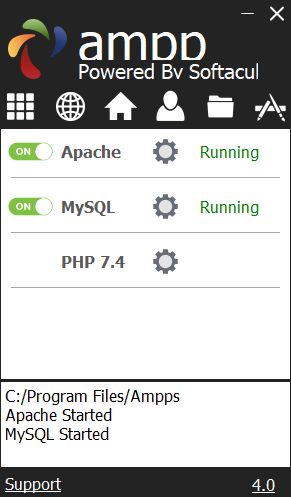 ampp
Powered By Softacul
ON Apache Running
ON MySQL Running
PHP 7.4
C:/Program Files/Ampps
Apache Started
MySQL Started
Support 4.0